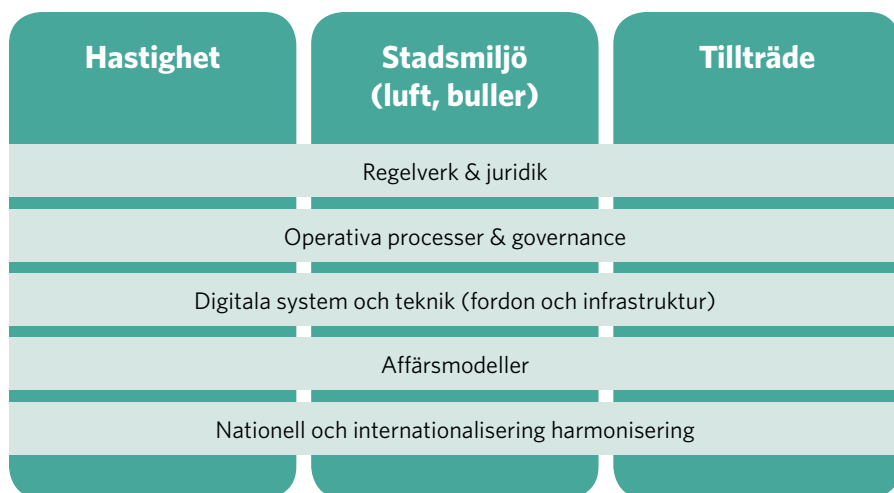 Hastighet
Stadsmiljö
(luft, buller)
Tillträde
Regelverk & juridik
Operativa processer & governance
Digitala system och teknik (fordon och infrastruktur)
Affärsmodeller
Nationell och internationalisering harmonisering